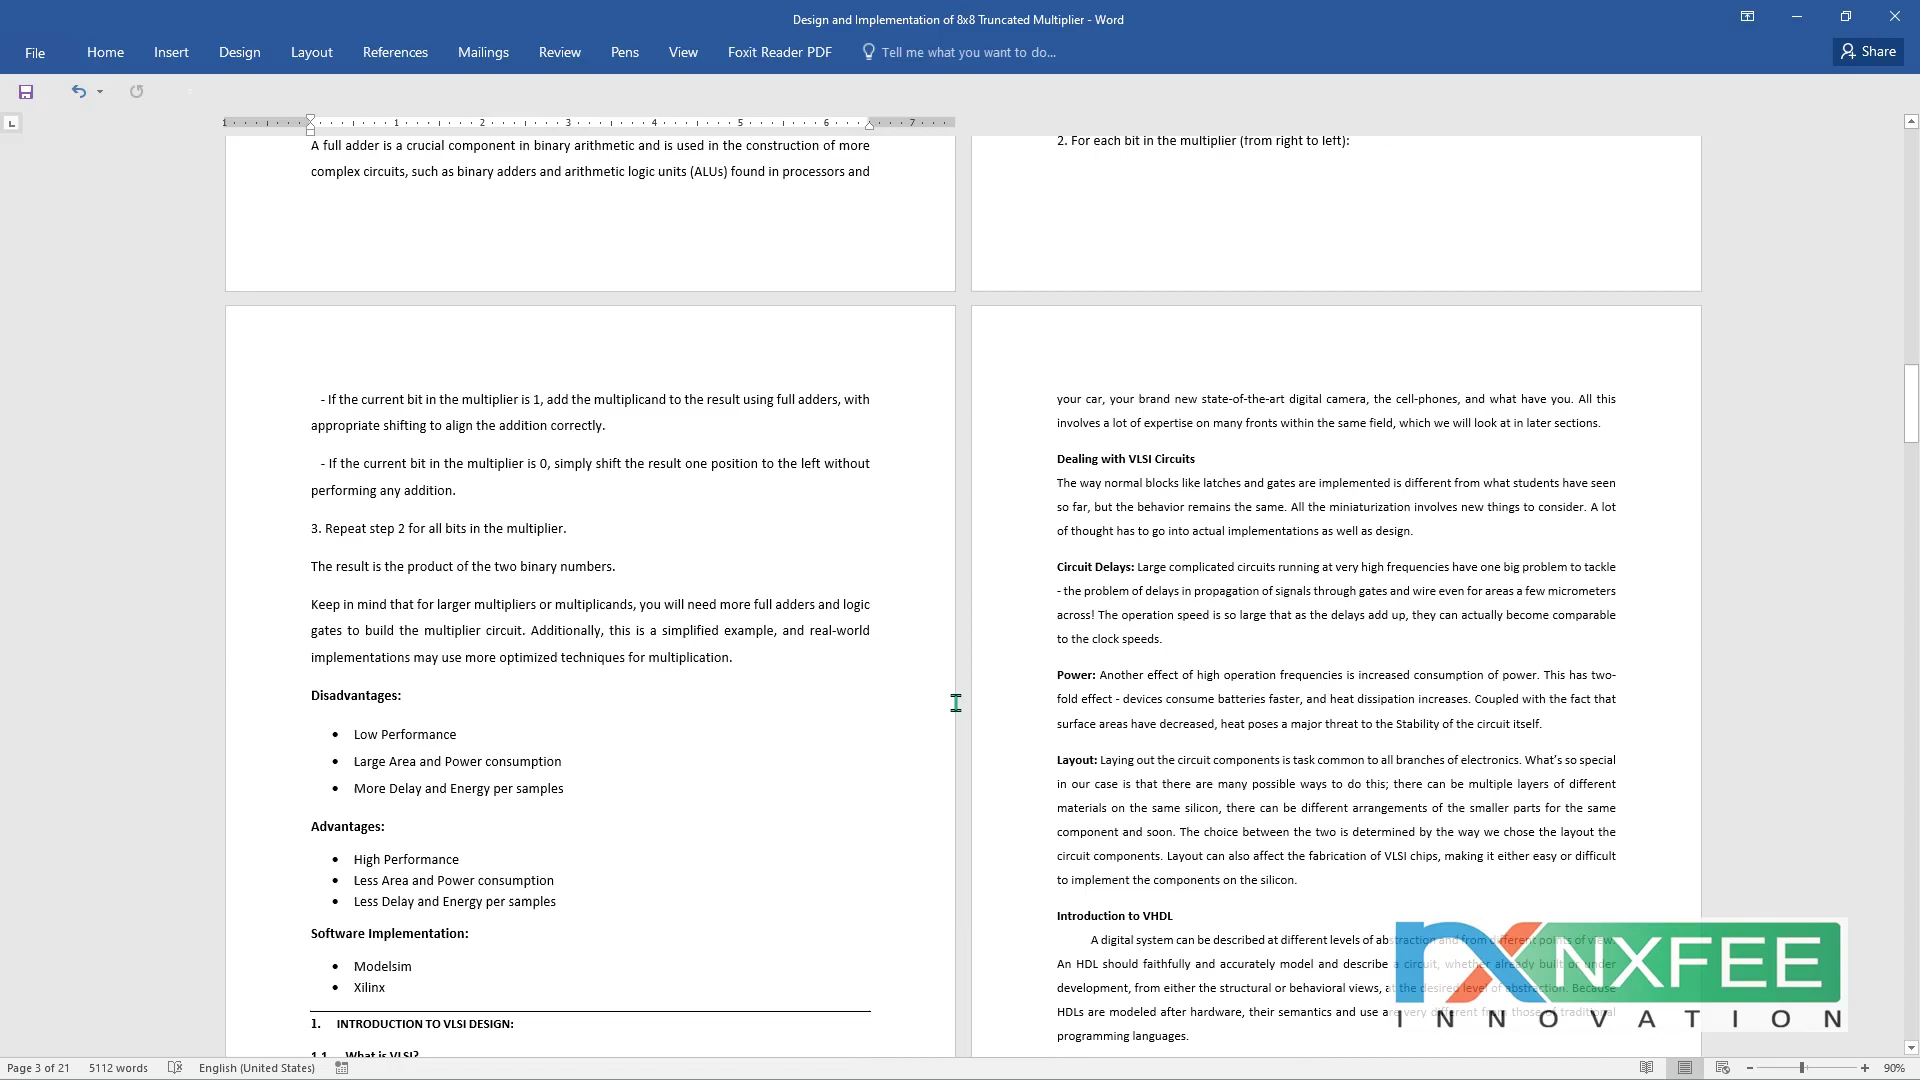 Design and Implementation of 8x8 Truncated Multiplier - Word
File Home Insert Design Layout References Mailings Review Pens View Foxit Reader PDF Tell me what you want to do... Share
1 1 2 3 4 5 6 7
A full adder is a crucial component in binary arithmetic and is used in the construction of more
complex circuits, such as binary adders and arithmetic logic units (ALUs) found in processors and
2. For each bit in the multiplier (from right to left):
- If the current bit in the multiplier is 1, add the multiplicand to the result using full adders, with
appropriate shifting to align the addition correctly.
- If the current bit in the multiplier is 0, simply shift the result one position to the left without
performing any addition.
3. Repeat step 2 for all bits in the multiplier.
The result is the product of the two binary numbers.
Keep in mind that for larger multipliers or multiplicands, you will need more full adders and logic
gates to build the multiplier circuit. Additionally, this is a simplified example, and real-world
implementations may use more optimized techniques for multiplication.
Disadvantages:
• Low Performance
• Large Area and Power consumption
• More Delay and Energy per samples
Advantages:
• High Performance
• Less Area and Power consumption
• Less Delay and Energy per samples
Software Implementation:
• Modelsim
• Xilinx
1. INTRODUCTION TO VLSI DESIGN:
1.1 What is VLSI?
your car, your brand new state-of-the-art digital camera, the cell-phones, and what have you. All this
involves a lot of expertise on many fronts within the same field, which we will look at in later sections.
Dealing with VLSI Circuits
The way normal blocks like latches and gates are implemented is different from what students have seen
so far, but the behavior remains the same. All the miniaturization involves new things to consider. A lot
of thought has to go into actual implementations as well as design.
Circuit Delays: Large complicated circuits running at very high frequencies have one big problem to tackle
- the problem of delays in propagation of signals through gates and wire even for areas a few micrometers
across! The operation speed is so large that as the delays add up, they can actually become comparable
to the clock speeds.
Power: Another effect of high operation frequencies is increased consumption of power. This has two-
fold effect - devices consume batteries faster, and heat dissipation increases. Coupled with the fact that
surface areas have decreased, heat poses a major threat to the Stability of the circuit itself.
Layout: Laying out the circuit components is task common to all branches of electronics. What's so special
in our case is that there are many possible ways to do this; there can be multiple layers of different
materials on the same silicon, there can be different arrangements of the smaller parts for the same
component and soon. The choice between the two is determined by the way we chose the layout the
circuit components. Layout can also affect the fabrication of VLSI chips, making it either easy or difficult
to implement the components on the silicon.
Introduction to VHDL
A digital system can be described at different levels of abstraction and from different points of view.
An HDL should faithfully and accurately model and describe a circuit, whether already built or under
development, from either the structural or behavioral views, at the desired level of abstraction. Because
HDLs are modeled after hardware, their semantics and use are very different from those of traditional
programming languages.
NXFEE
INNOVATION
Page 3 of 21 5112 words English (United States) 90%